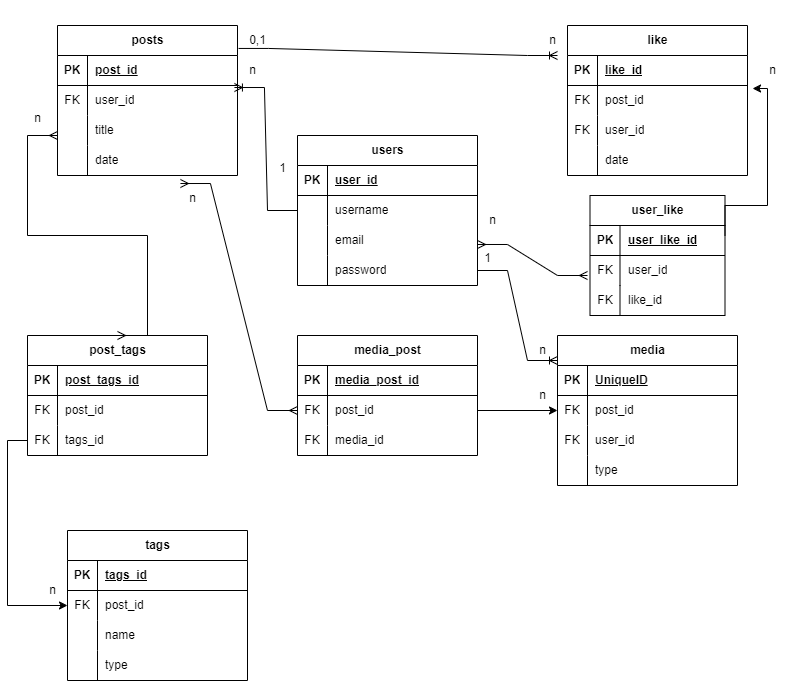 posts
PK post_id
FK user_id
title
date
0,1
n
n
n
n
like
PK like_id
FK post_id
FK user_id
date
n
users
PK user_id
username
email
password
1
n
1
user_like
PK user_like_id
FK user_id
FK like_id
post_tags
PK post_tags_id
FK post_id
FK tags_id
media_post
PK media_post_id
FK post_id
FK media_id
n
n
media
PK UniqueID
FK post_id
FK user_id
type
n
tags
PK tags_id
FK post_id
name
type